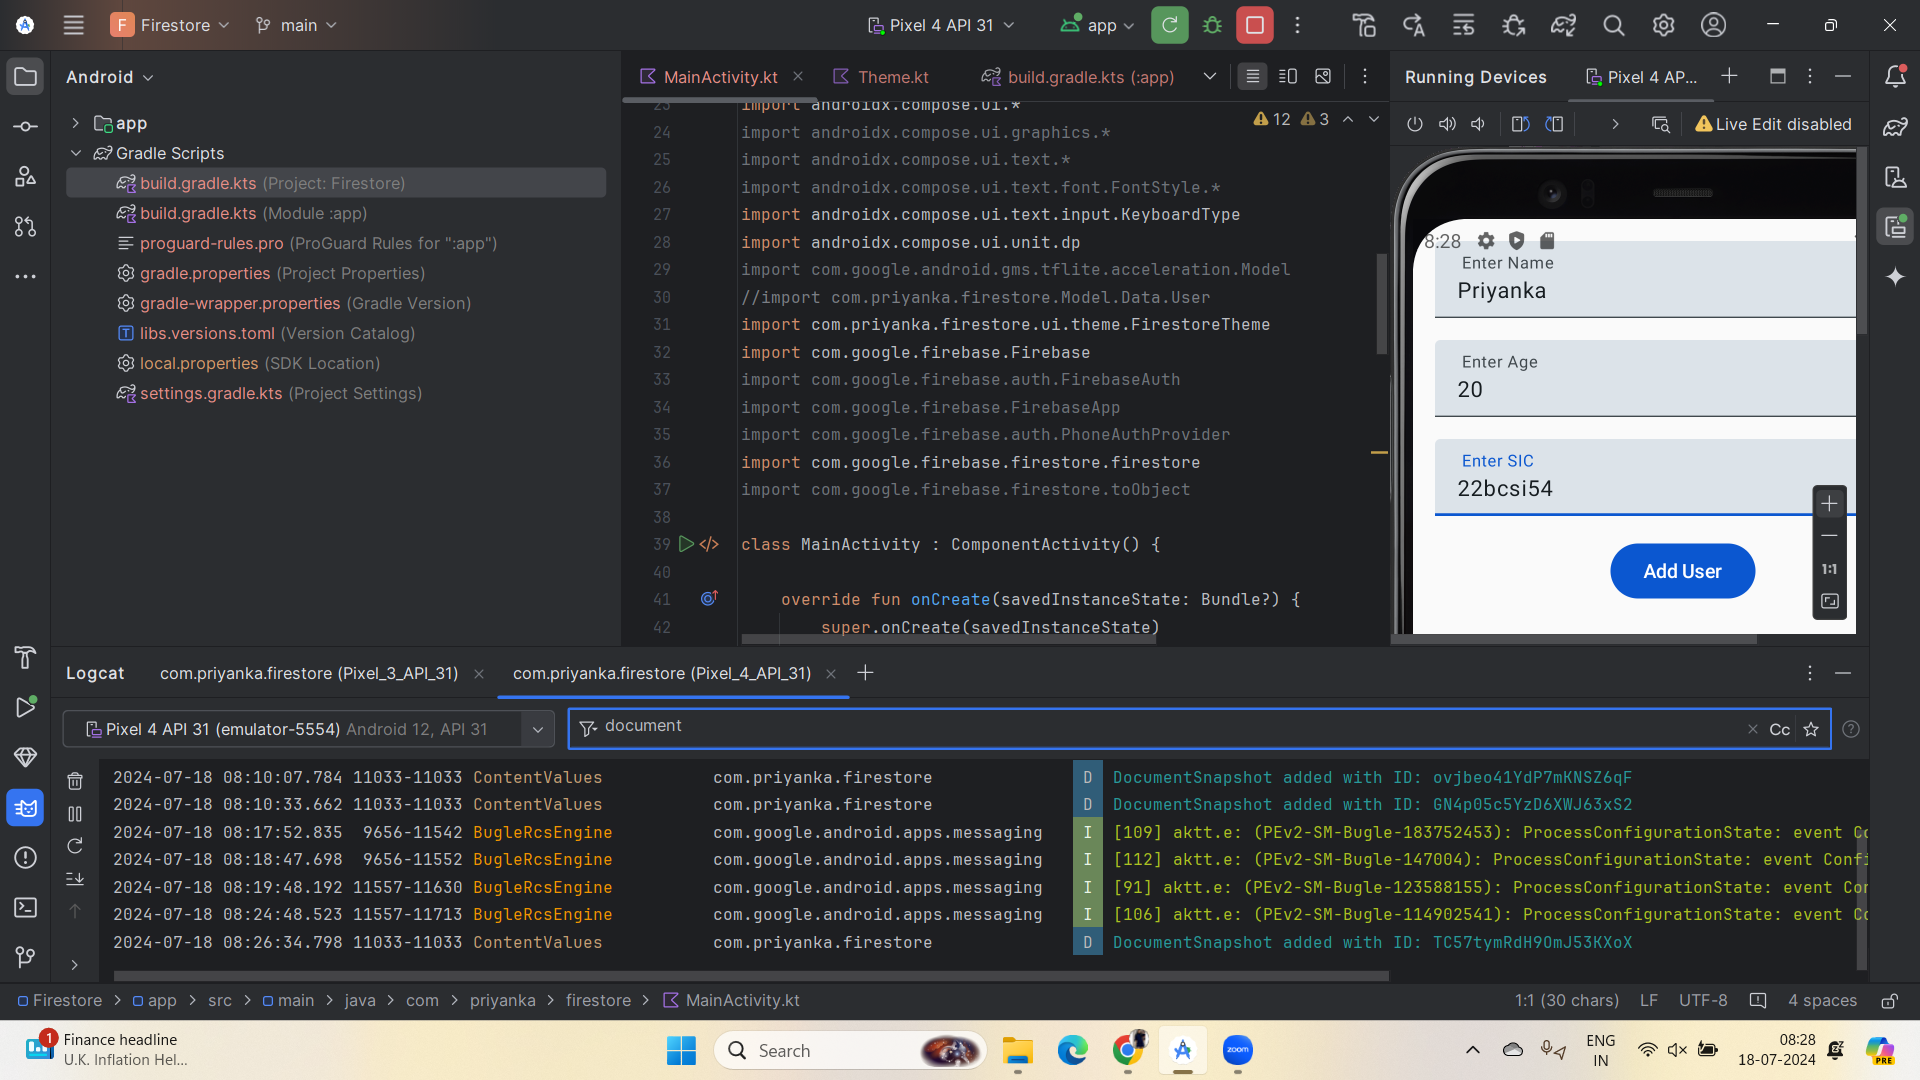 F Firestore main
Pixel 4 API 31 app
Android
app
Gradle Scripts
build.gradle.kts (Project: Firestore)
build.gradle.kts (Module :app)
proguard-rules.pro (ProGuard Rules for ":app")
gradle.properties (Project Properties)
gradle-wrapper.properties (Gradle Version)
libs.versions.toml (Version Catalog)
local.properties (SDK Location)
settings.gradle.kts (Project Settings)
MainActivity.kt Theme.kt build.gradle.kts (:app)
12 3
23 import androidx.compose.ui.*
24 import androidx.compose.ui.graphics.*
25 import androidx.compose.ui.text.*
26 import androidx.compose.ui.text.font.FontStyle.*
27 import androidx.compose.ui.text.input.KeyboardType
28 import androidx.compose.ui.unit.dp
29 import com.google.android.gms.tflite.acceleration.Model
30 //import com.priyanka.firestore.Model.Data.User
31 import com.priyanka.firestore.ui.theme.FirestoreTheme
32 import com.google.firebase.Firebase
33 import com.google.firebase.auth.FirebaseAuth
34 import com.google.firebase.FirebaseApp
35 import com.google.firebase.auth.PhoneAuthProvider
36 import com.google.firebase.firestore.firestore
37 import com.google.firebase.firestore.toObject
38
39 class MainActivity : ComponentActivity() {
40
41 override fun onCreate(savedInstanceState: Bundle?) {
42 super.onCreate(savedInstanceState)
Running Devices Pixel 4 AP...
Live Edit disabled
8:28
Enter Name
Priyanka
Enter Age
20
Enter SIC
22bcsi54
Add User
1:1
Logcat com.priyanka.firestore (Pixel_3_API_31) com.priyanka.firestore (Pixel_4_API_31)
Pixel 4 API 31 (emulator-5554) Android 12, API 31 document Cc
2024-07-18 08:10:07.784 11033-11033 ContentValues com.priyanka.firestore D DocumentSnapshot added with ID: ovjbeo41YdP7mKNSZ6qF
2024-07-18 08:10:33.662 11033-11033 ContentValues com.priyanka.firestore D DocumentSnapshot added with ID: GN4p05c5YzD6XWJ63xS2
2024-07-18 08:17:52.835 9656-11542 BugleRcsEngine com.google.android.apps.messaging I [109] aktt.e: (PEv2-SM-Bugle-183752453): ProcessConfigurationState: event Co
2024-07-18 08:18:47.698 9656-11552 BugleRcsEngine com.google.android.apps.messaging I [112] aktt.e: (PEv2-SM-Bugle-147004): ProcessConfigurationState: event Confi
2024-07-18 08:19:48.192 11557-11630 BugleRcsEngine com.google.android.apps.messaging I [91] aktt.e: (PEv2-SM-Bugle-123588155): ProcessConfigurationState: event Con
2024-07-18 08:24:48.523 11557-11713 BugleRcsEngine com.google.android.apps.messaging I [106] aktt.e: (PEv2-SM-Bugle-114902541): ProcessConfigurationState: event Co
2024-07-18 08:26:34.798 11033-11033 ContentValues com.priyanka.firestore D DocumentSnapshot added with ID: TC57tymRdH9OmJ53KXoX
Firestore app src main java com priyanka firestore MainActivity.kt
1:1 (30 chars) LF UTF-8 4 spaces
1
Finance headline
U.K. Inflation Hel...
Search
zoom
ENG
IN
08:28
18-07-2024
PRE